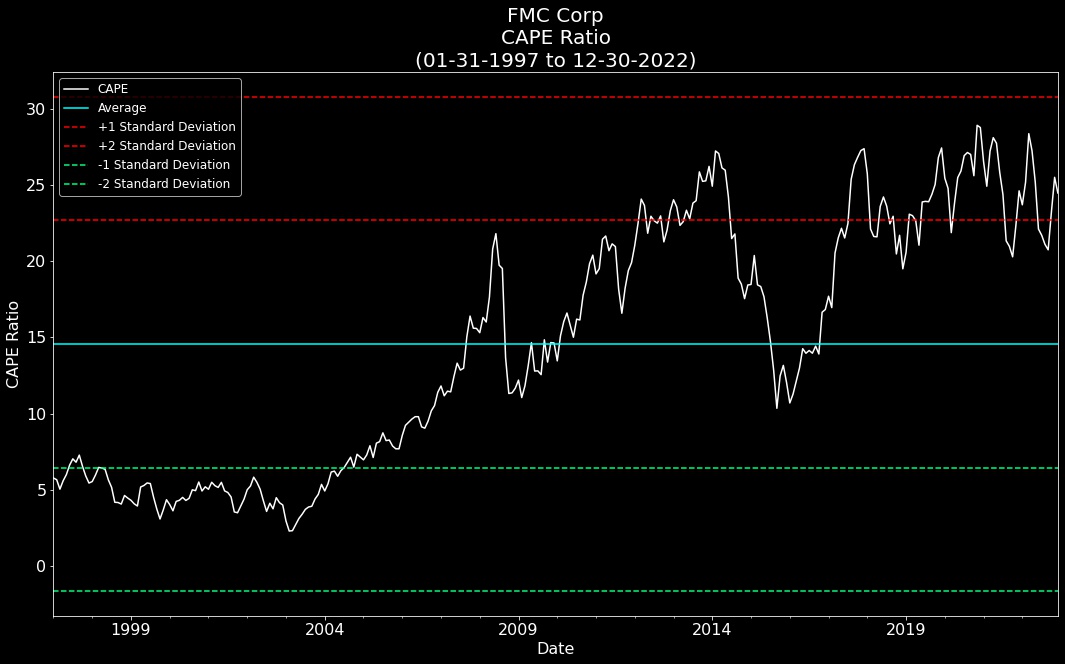 FMC Corp
CAPE Ratio
(01-31-1997 to 12-30-2022)
CAPE
Average
+1 Standard Deviation
+2 Standard Deviation
-1 Standard Deviation
-2 Standard Deviation
30
25
20
15
10
5
0
CAPE Ratio
1999
2004
2009
2014
2019
Date